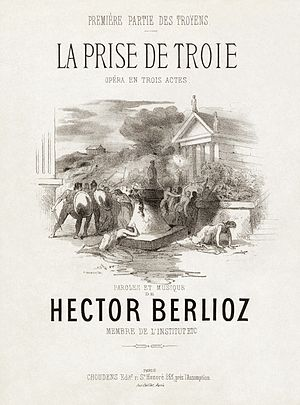 PREMIÈRE PARTIE DES TROYENS
LA PRISE DE TROIE
OPÉRA EN TROIS ACTES
PAROLES ET MUSIQUE
DE
HECTOR BERLIOZ
MEMBRE DE L'INSTITUT ETC
PARIS
CHOUDENS Edit.r r. St Honoré 265, près l'Assomption.